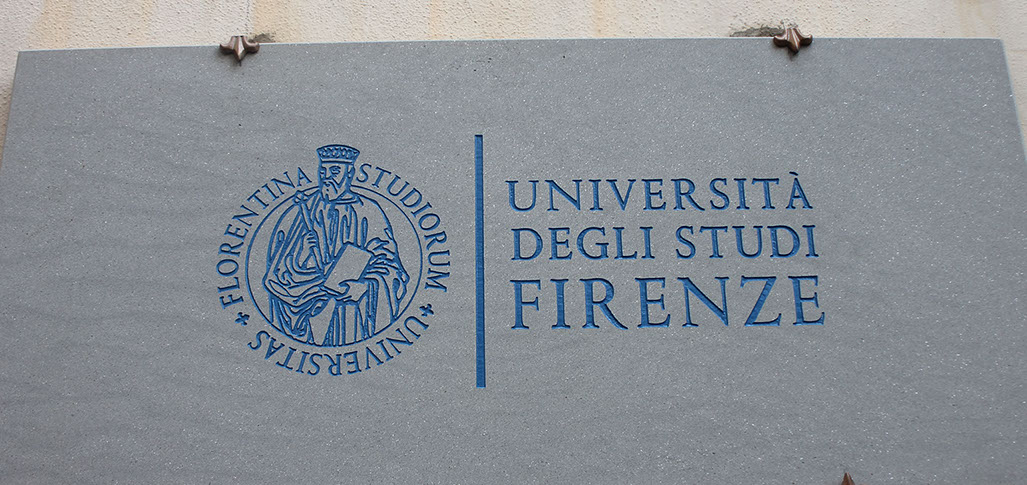 FLORENTINA STUDIORUM UNIVERSITAS
UNIVERSITÀ
DEGLI STUDI
FIRENZE